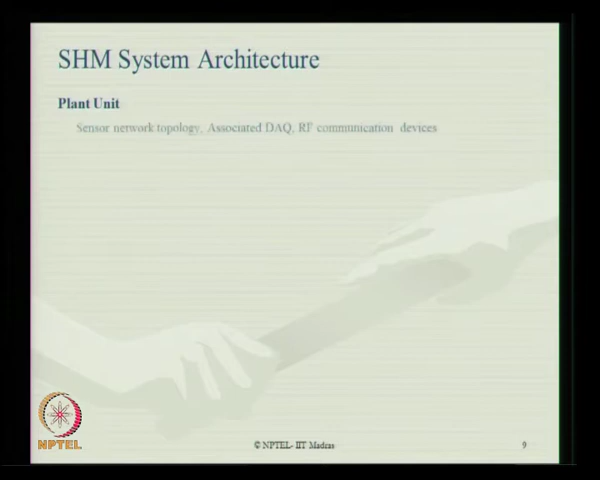 SHM System Architecture
Plant Unit
Sensor network topology, Associated DAQ, RF communication devices
NPTEL
© NPTEL- IIT Madras
9